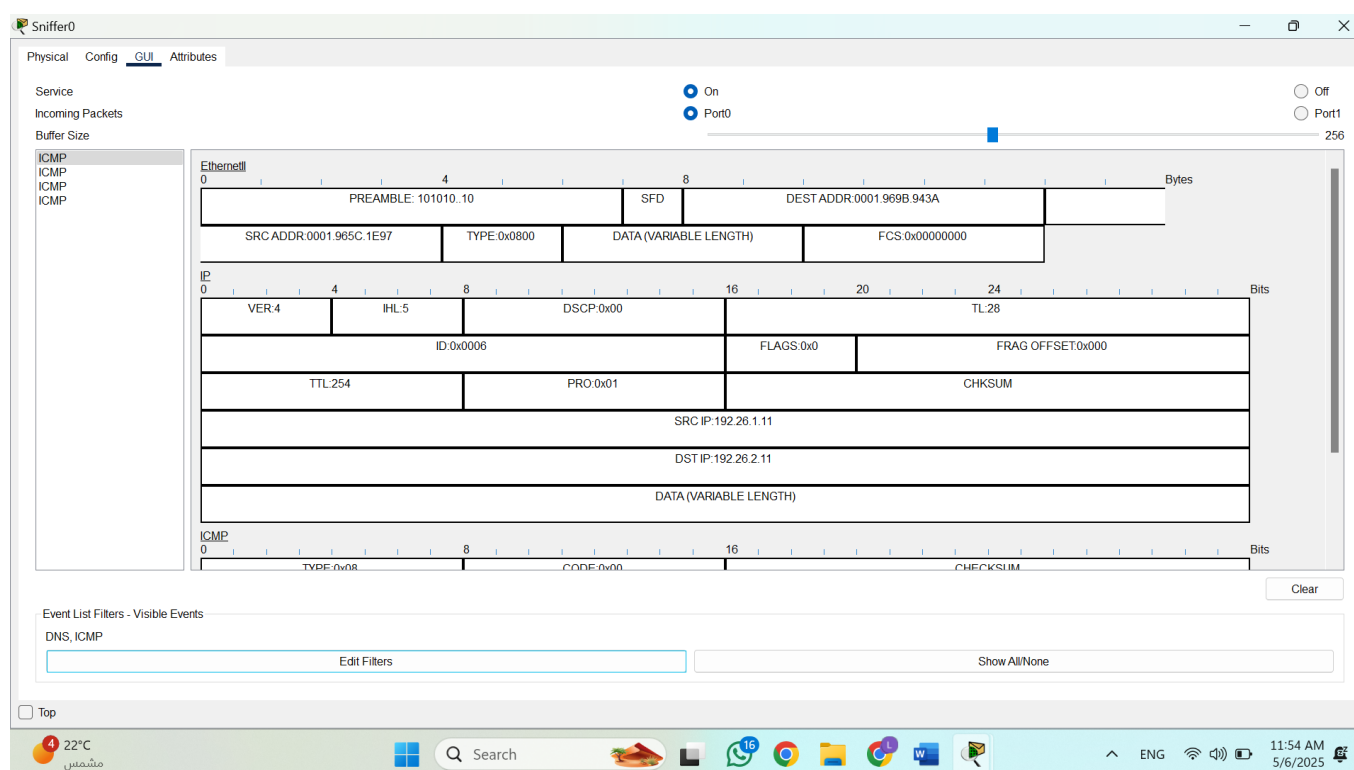 Sniffer0
Physical Config GUI Attributes
Service On Off
Incoming Packets Port0 Port1
Buffer Size 256
ICMP
ICMP
ICMP
ICMP
EthernetII
0 4 8 Bytes
PREAMBLE: 101010..10 SFD DEST ADDR:0001.969B.943A
SRC ADDR:0001.965C.1E97 TYPE:0x0800 DATA (VARIABLE LENGTH) FCS:0x00000000
IP
0 4 8 16 20 24 Bits
VER:4 IHL:5 DSCP:0x00 TL:28
ID:0x0006 FLAGS:0x0 FRAG OFFSET:0x000
TTL:254 PRO:0x01 CHKSUM
SRC IP:192.26.1.11
DST IP:192.26.2.11
DATA (VARIABLE LENGTH)
ICMP
0 8 16 Bits
TYPE:0x08 CODE:0x00 CHECKSUM
Clear
Event List Filters - Visible Events
DNS, ICMP
Edit Filters Show All/None
Top
4 22°C
مشمس
Search
16
L
W
ENG
11:54 AM
5/6/2025